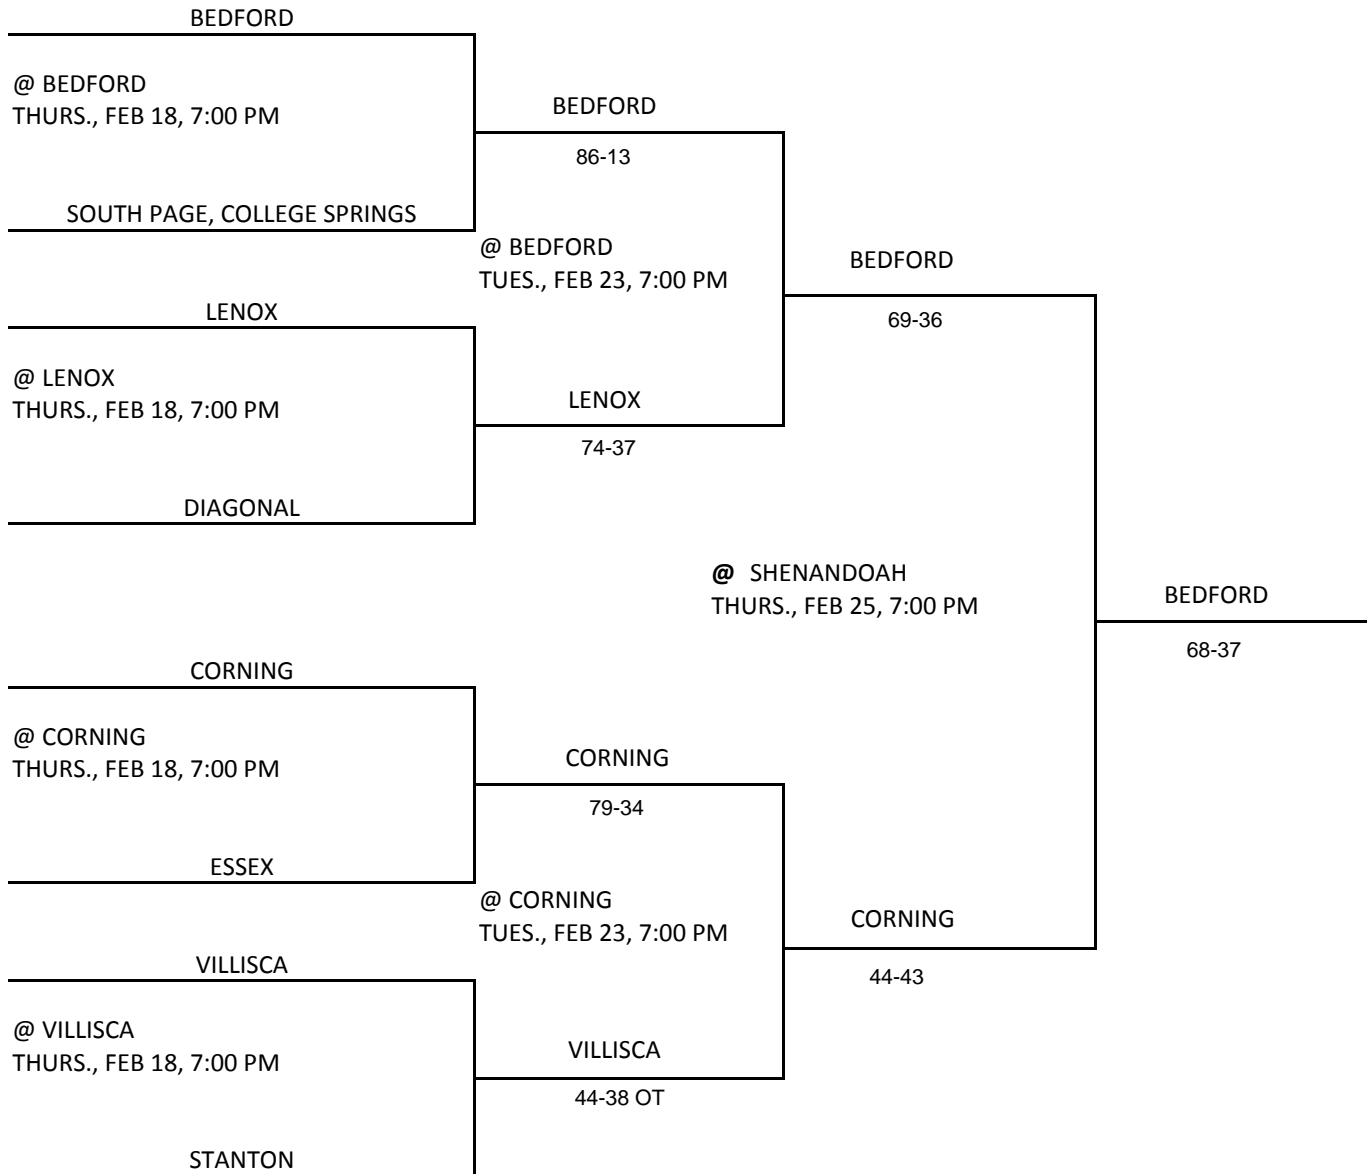 BEDFORD
@ BEDFORD
THURS., FEB 18, 7:00 PM
BEDFORD
86-13
SOUTH PAGE, COLLEGE SPRINGS
@ BEDFORD
TUES., FEB 23, 7:00 PM
BEDFORD
69-36
LENOX
@ LENOX
THURS., FEB 18, 7:00 PM
LENOX
74-37
DIAGONAL
@ SHENANDOAH
THURS., FEB 25, 7:00 PM
BEDFORD
68-37
CORNING
@ CORNING
THURS., FEB 18, 7:00 PM
CORNING
79-34
ESSEX
@ CORNING
TUES., FEB 23, 7:00 PM
CORNING
44-43
VILLISCA
@ VILLISCA
THURS., FEB 18, 7:00 PM
VILLISCA
44-38 OT
STANTON